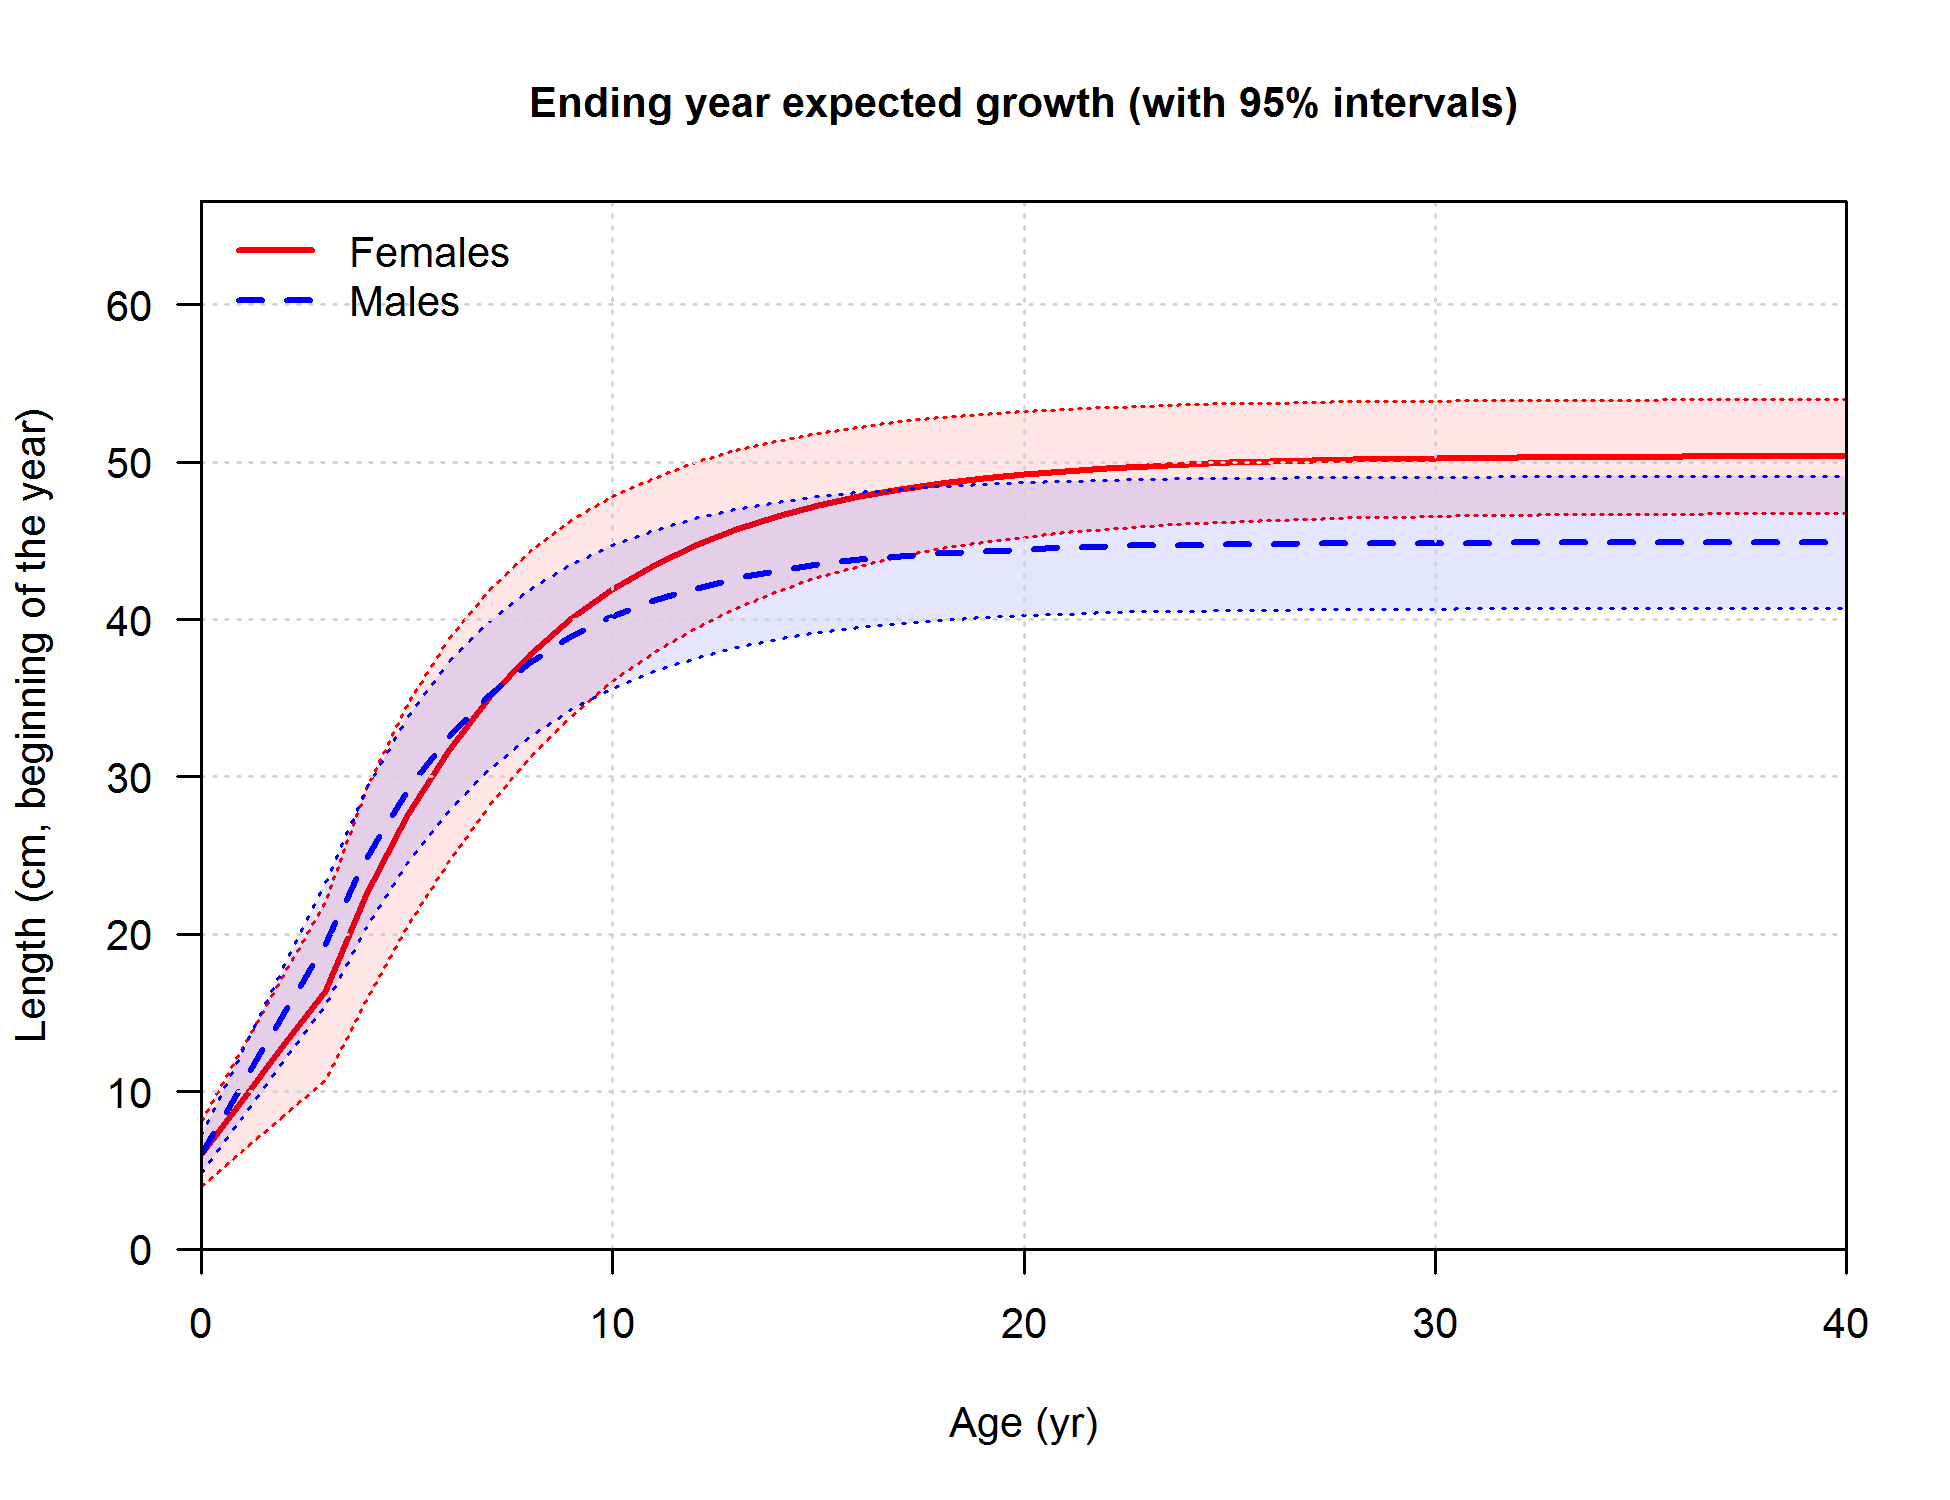 Ending year expected growth (with 95% intervals)
Females
Males
Length (cm, beginning of the year)
60
50
40
30
20
10
0
0 10 20 30 40
Age (yr)